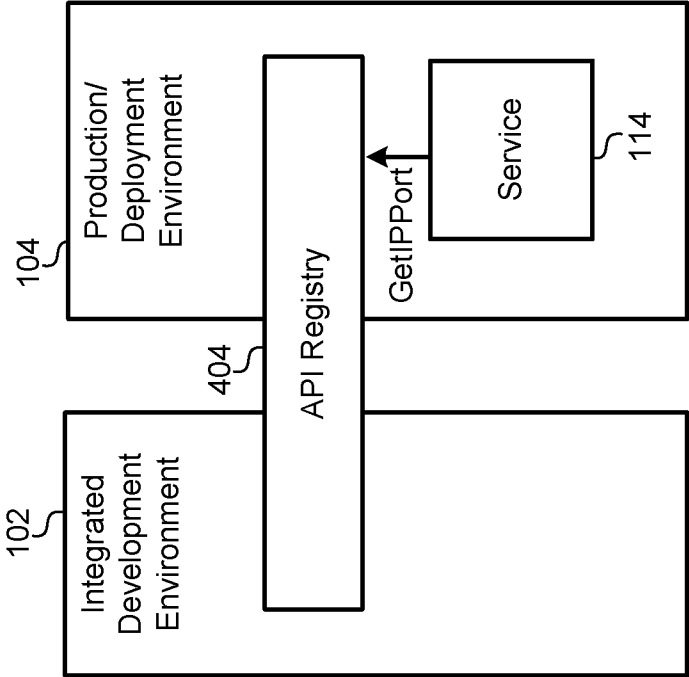 102
Integrated
Development
Environment
404
API Registry
104
Production/
Deployment
Environment
GetIPPort
Service
114